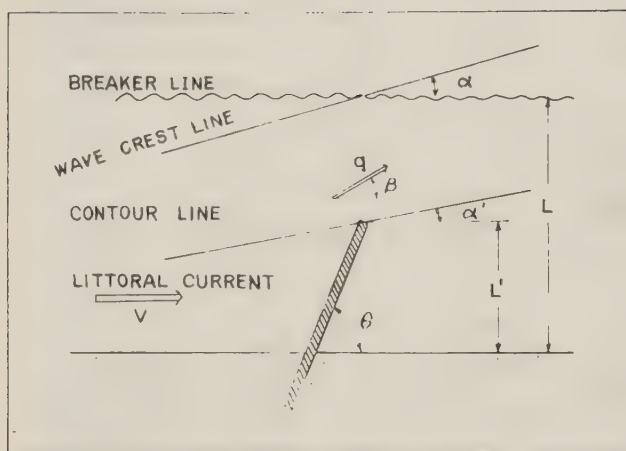 BREAKER LINE
α
WAVE CREST LINE
q
β
CONTOUR LINE
α'
L
LITTORAL CURRENT
L'
V
θ